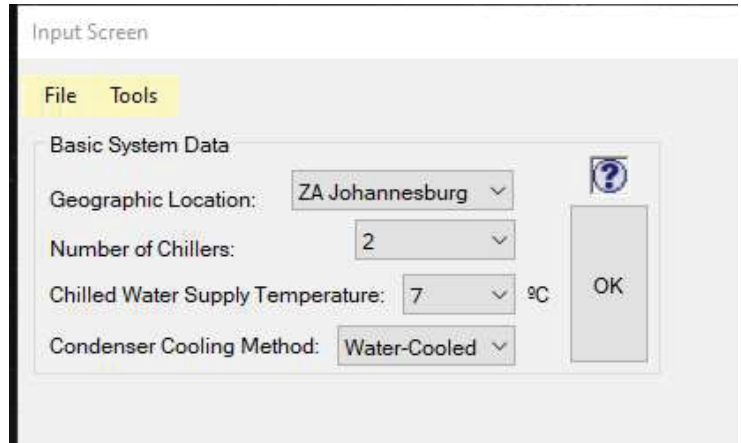 Input Screen
File Tools
Basic System Data
Geographic Location: ZA Johannesburg
Number of Chillers: 2
Chilled Water Supply Temperature: 7 ºC
Condenser Cooling Method: Water-Cooled
?
OK